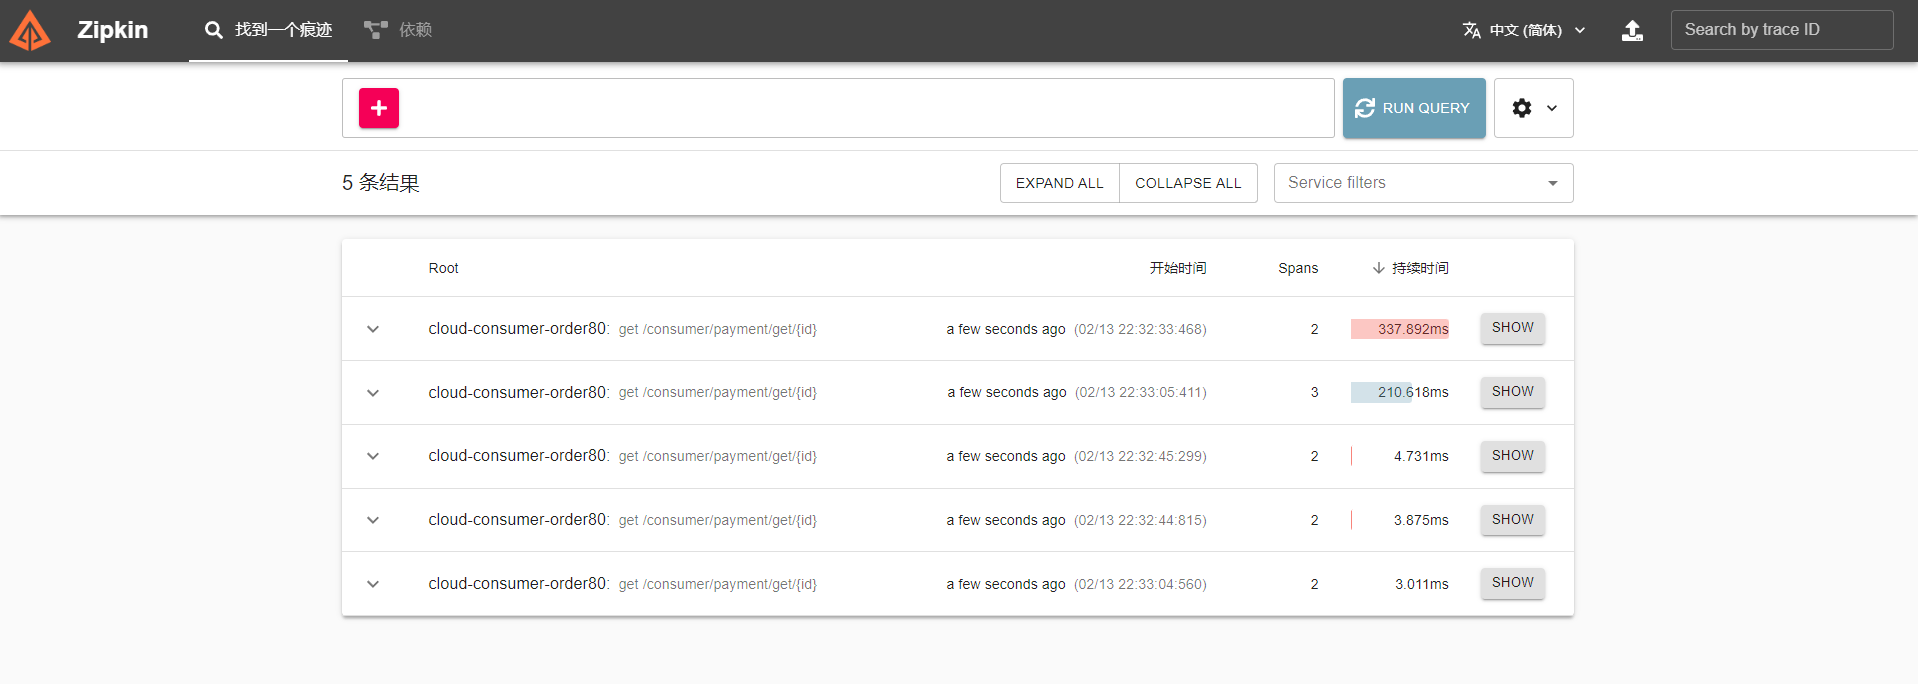 Zipkin 找到一个痕迹 依赖 中文 (简体) Search by trace ID
RUN QUERY
5 条结果 EXPAND ALL COLLAPSE ALL Service filters
Root 开始时间 Spans 持续时间
cloud-consumer-order80: get /consumer/payment/get/{id} a few seconds ago (02/13 22:32:33:468) 2 337.892ms SHOW
cloud-consumer-order80: get /consumer/payment/get/{id} a few seconds ago (02/13 22:33:05:411) 3 210.618ms SHOW
cloud-consumer-order80: get /consumer/payment/get/{id} a few seconds ago (02/13 22:32:45:299) 2 4.731ms SHOW
cloud-consumer-order80: get /consumer/payment/get/{id} a few seconds ago (02/13 22:32:44:815) 2 3.875ms SHOW
cloud-consumer-order80: get /consumer/payment/get/{id} a few seconds ago (02/13 22:33:04:560) 2 3.011ms SHOW